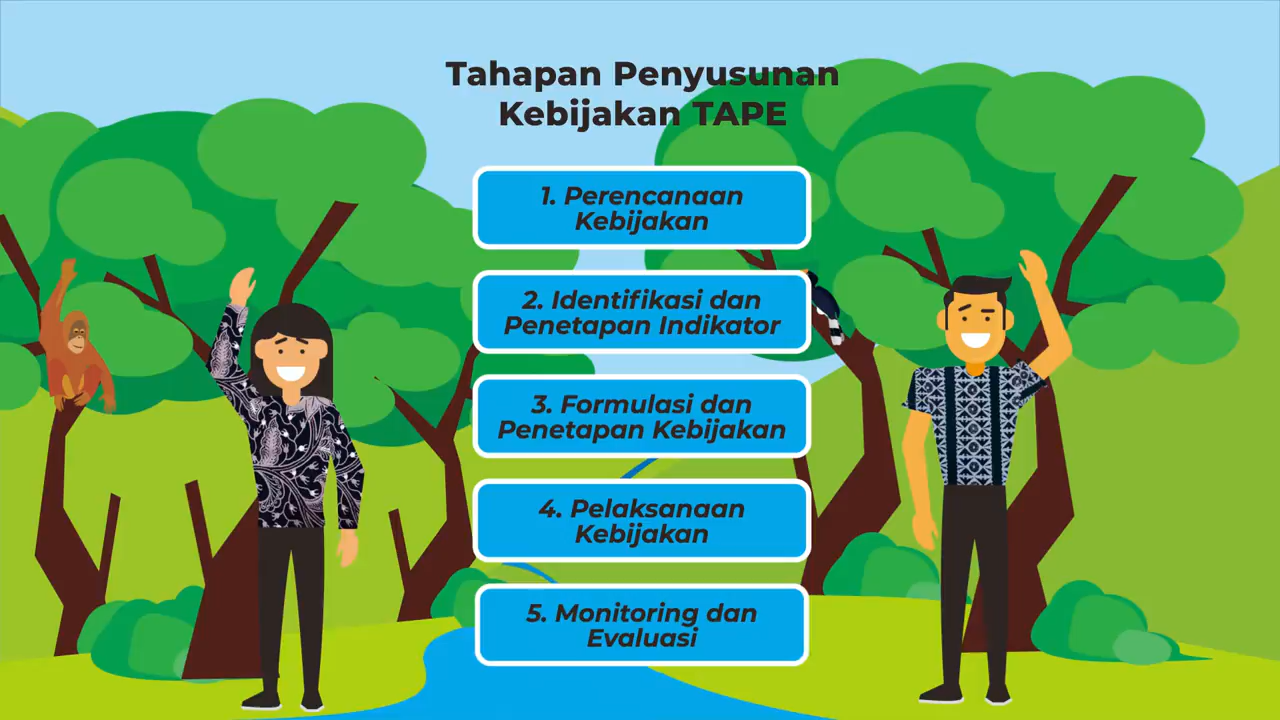 Tahapan Penyusunan
Kebijakan TAPE
1. Perencanaan
Kebijakan
2. Identifikasi dan
Penetapan Indikator
3. Formulasi dan
Penetapan Kebijakan
4. Pelaksanaan
Kebijakan
5. Monitoring dan
Evaluasi